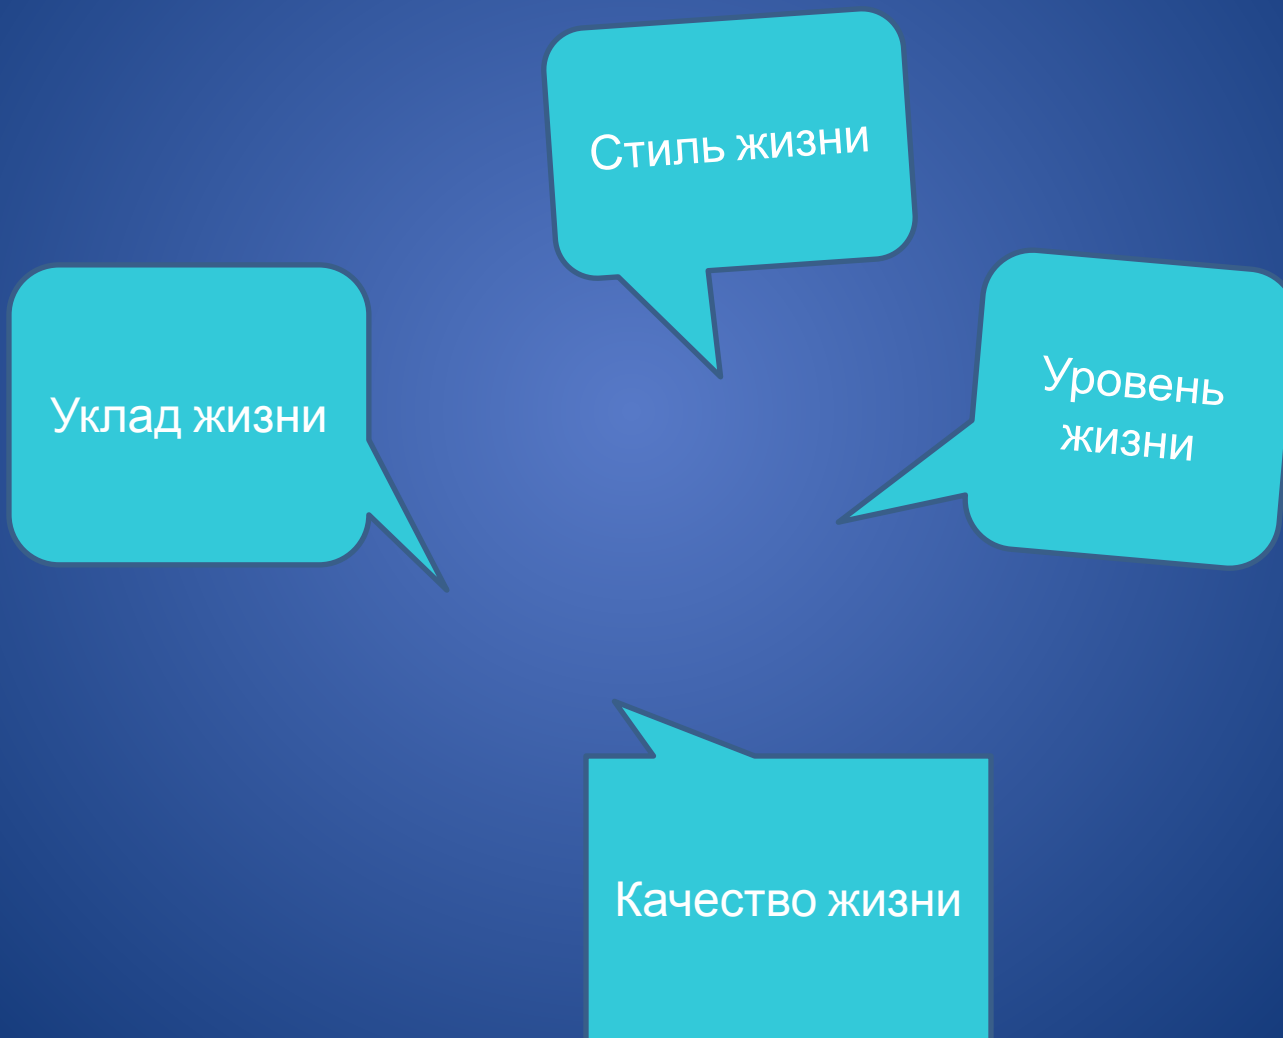 Стиль жизни
Уклад жизни
Уровень
жизни
Качество жизни